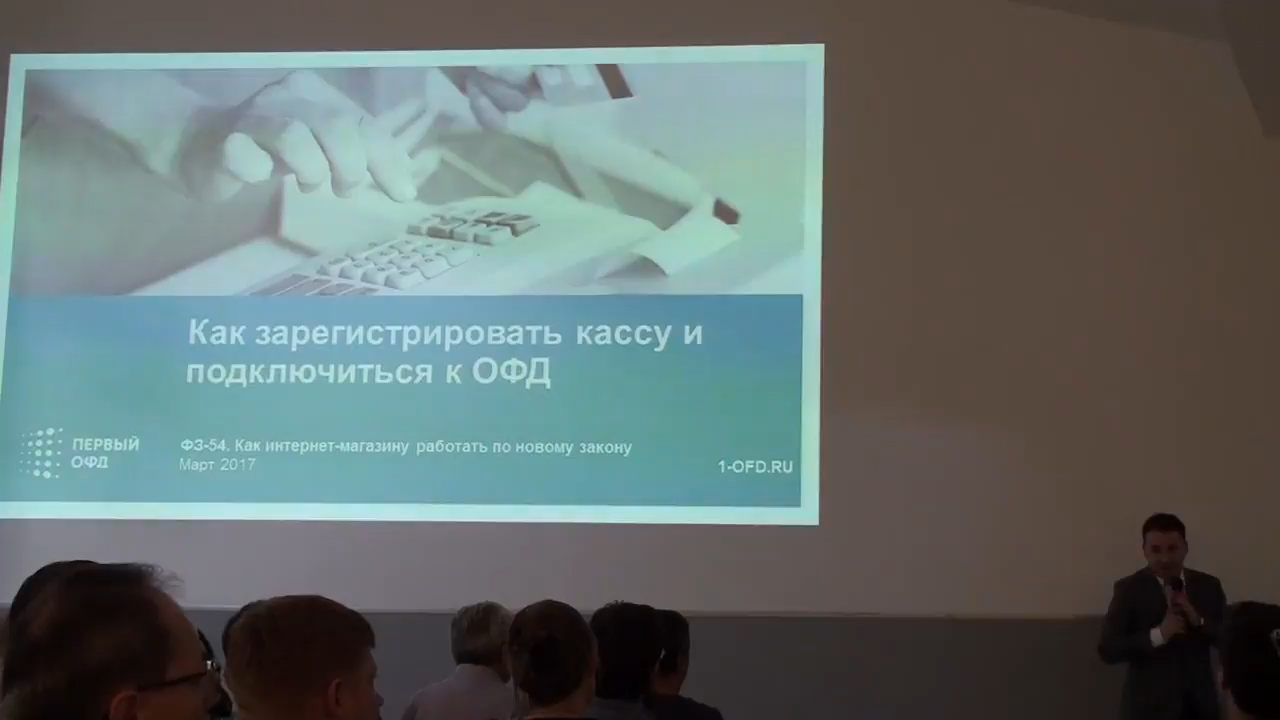 Как зарегистрировать кассу и
подключиться к ОФД
ПЕРВЫЙ
ОФД
ФЗ-54. Как интернет-магазину работать по новому закону
Март 2017
1-OFD.RU